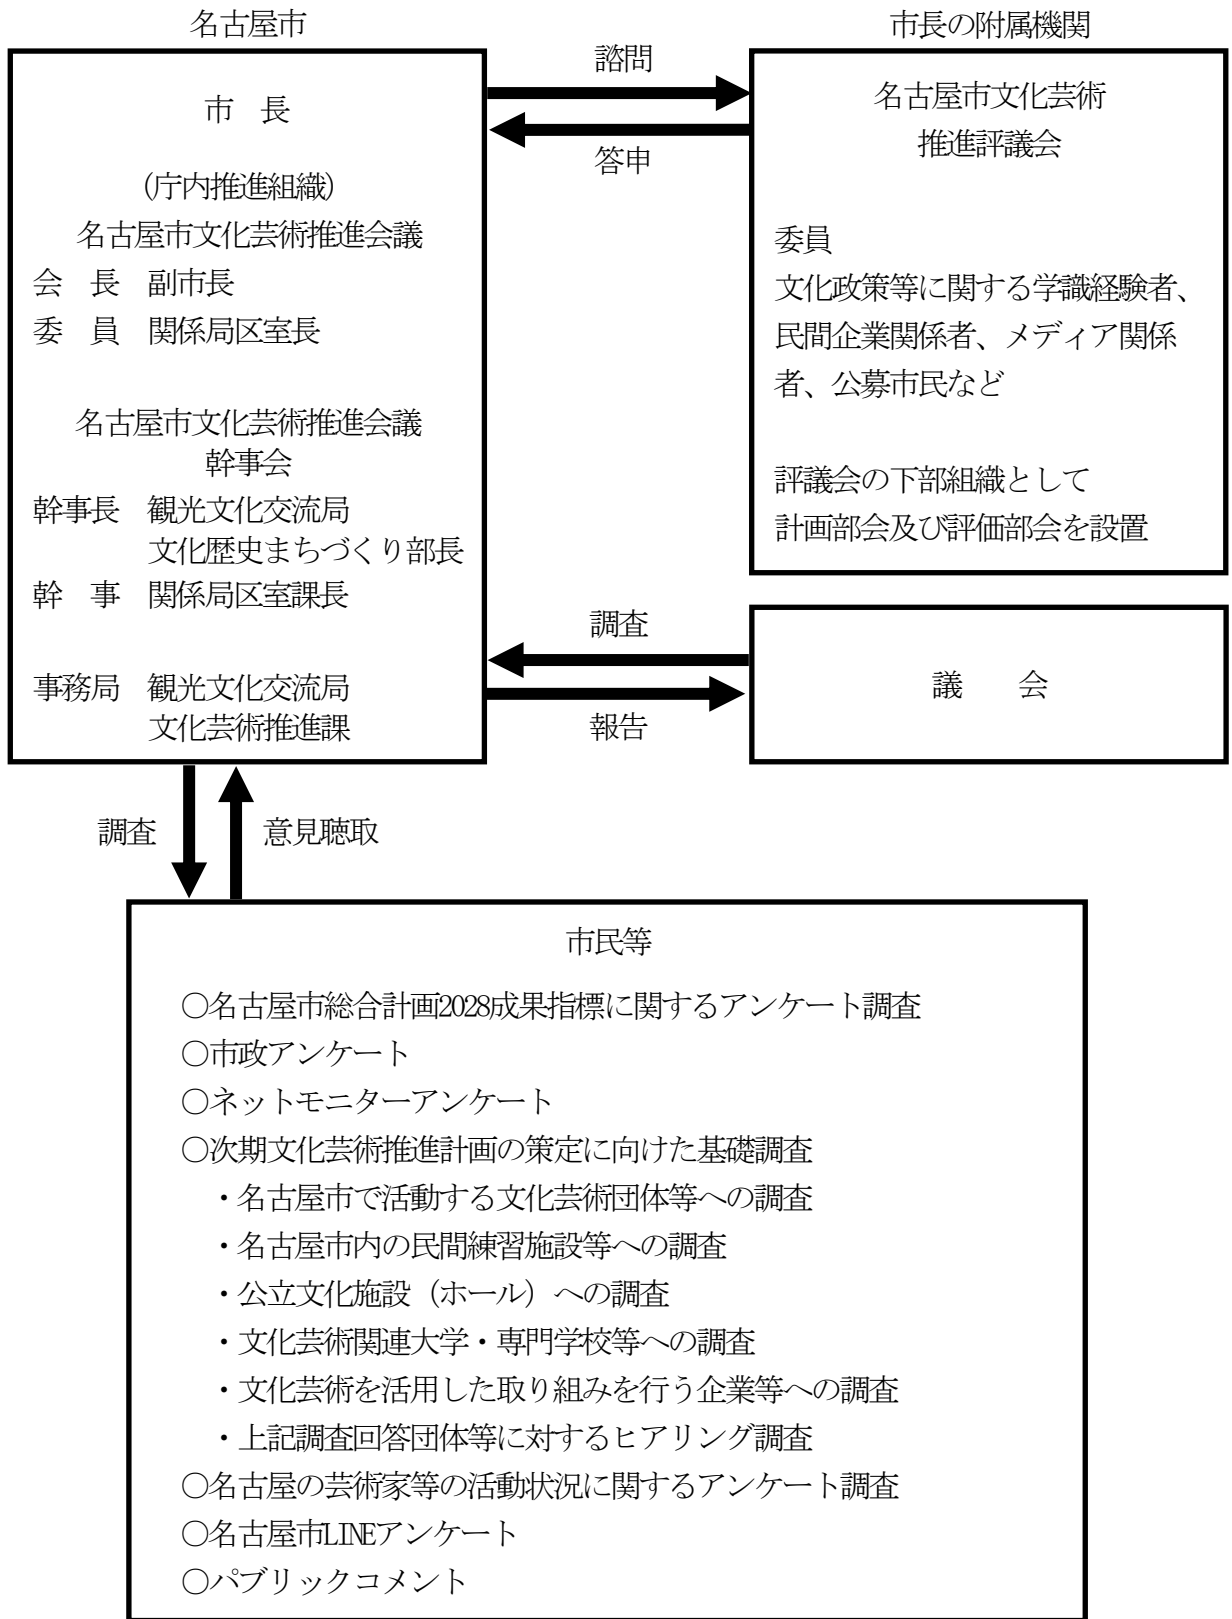 名古屋市
市　長
（庁内推進組織）
名古屋市文化芸術推進会議
会　長　副市長
委　員　関係局区室長
名古屋市文化芸術推進会議
幹事会
幹事長　観光文化交流局
文化歴史まちづくり部長
幹　事　関係局区室課長
事務局　観光文化交流局
文化芸術推進課
諮問
答申
市長の附属機関
名古屋市文化芸術
推進評議会
委員
文化政策等に関する学識経験者、
民間企業関係者、メディア関係
者、公募市民など
評議会の下部組織として
計画部会及び評価部会を設置
調査
報告
議　　会
調査
意見聴取
市民等
○名古屋市総合計画2028成果指標に関するアンケート調査
○市政アンケート
○ネットモニターアンケート
○次期文化芸術推進計画の策定に向けた基礎調査
・名古屋市で活動する文化芸術団体等への調査
・名古屋市内の民間練習施設等への調査
・公立文化施設（ホール）への調査
・文化芸術関連大学・専門学校等への調査
・文化芸術を活用した取り組みを行う企業等への調査
・上記調査回答団体等に対するヒアリング調査
○名古屋の芸術家等の活動状況に関するアンケート調査
○名古屋市LINEアンケート
○パブリックコメント